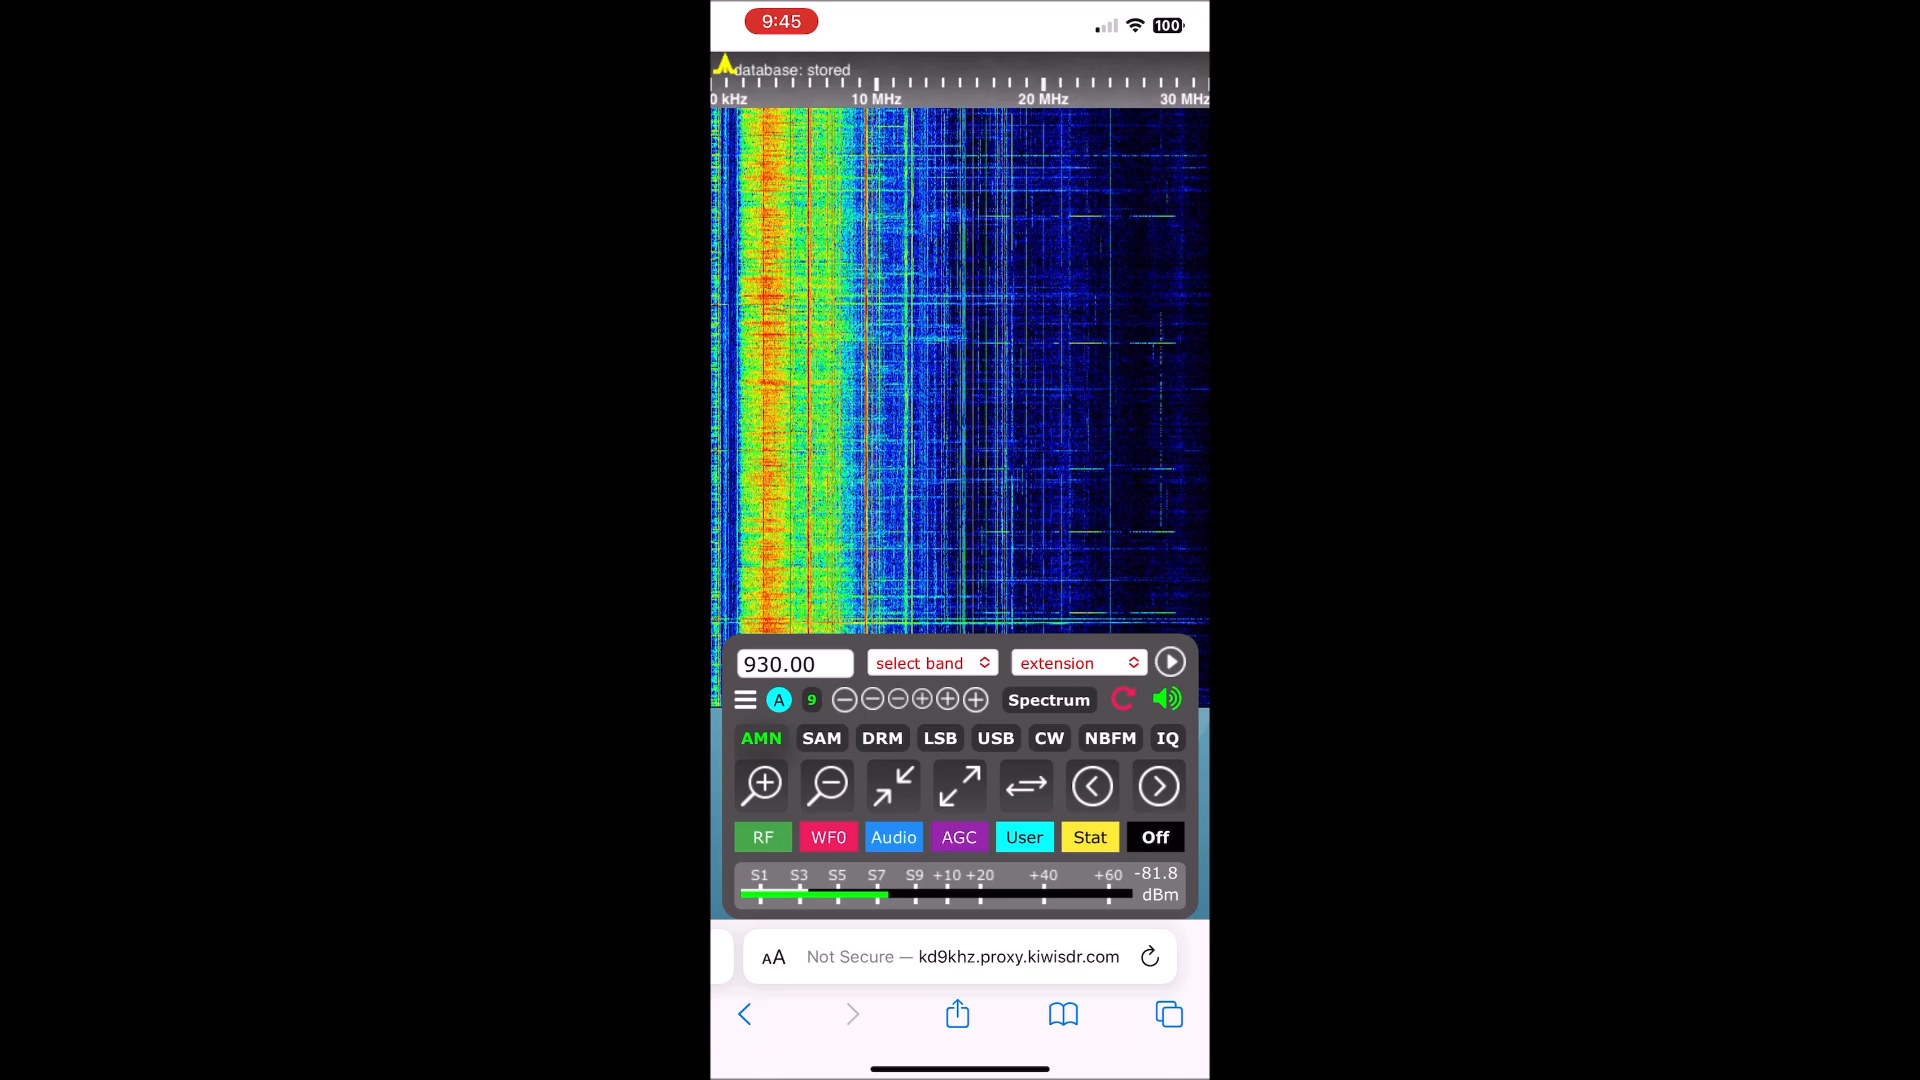 9:45
100
database: stored
0 kHz 10 MHz 20 MHz 30 MHz
930.00 select band extension
A 9 Spectrum
AMN SAM DRM LSB USB CW NBFM IQ
RF WF0 Audio AGC User Stat Off
S1 S3 S5 S7 S9 +10 +20 +40 +60 -81.8
dBm
AA Not Secure — kd9khz.proxy.kiwisdr.com